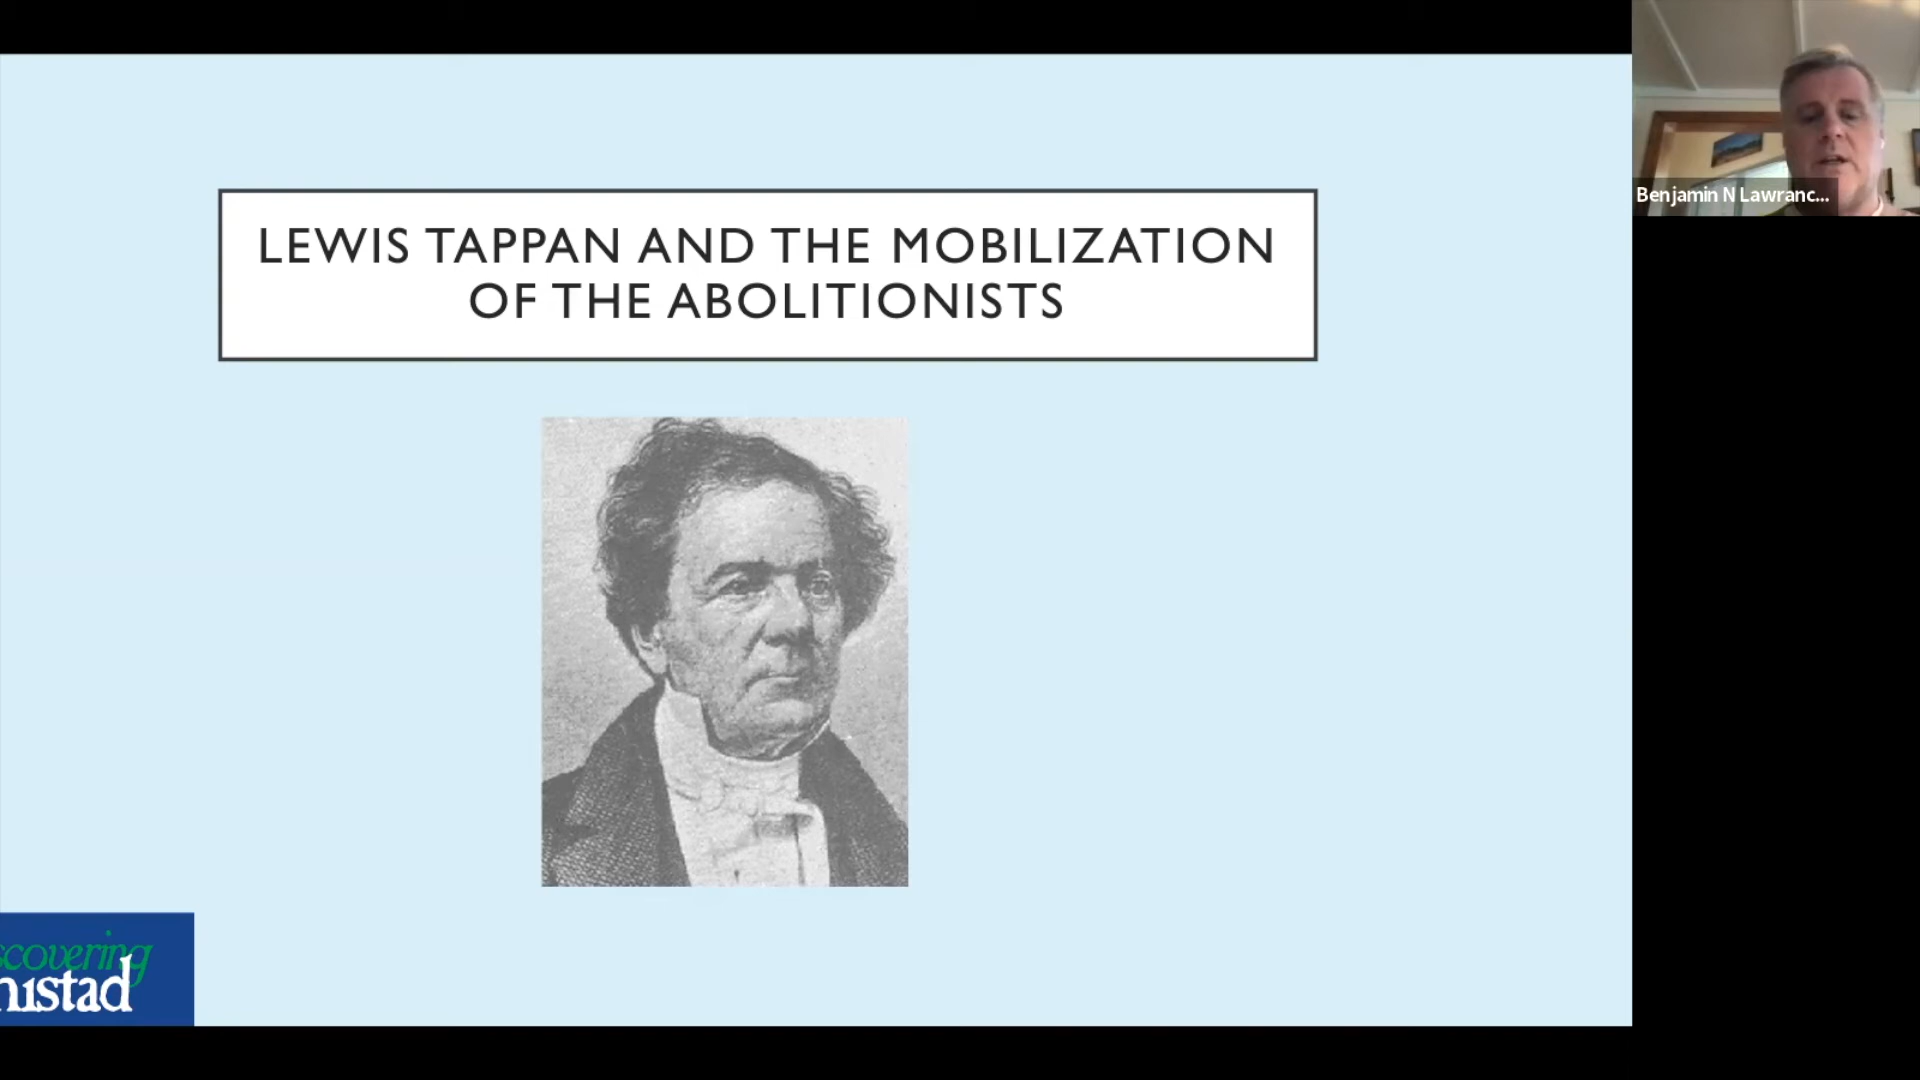 LEWIS TAPPAN AND THE MOBILIZATION
OF THE ABOLITIONISTS
Benjamin N Lawranc...
scovering
nistad